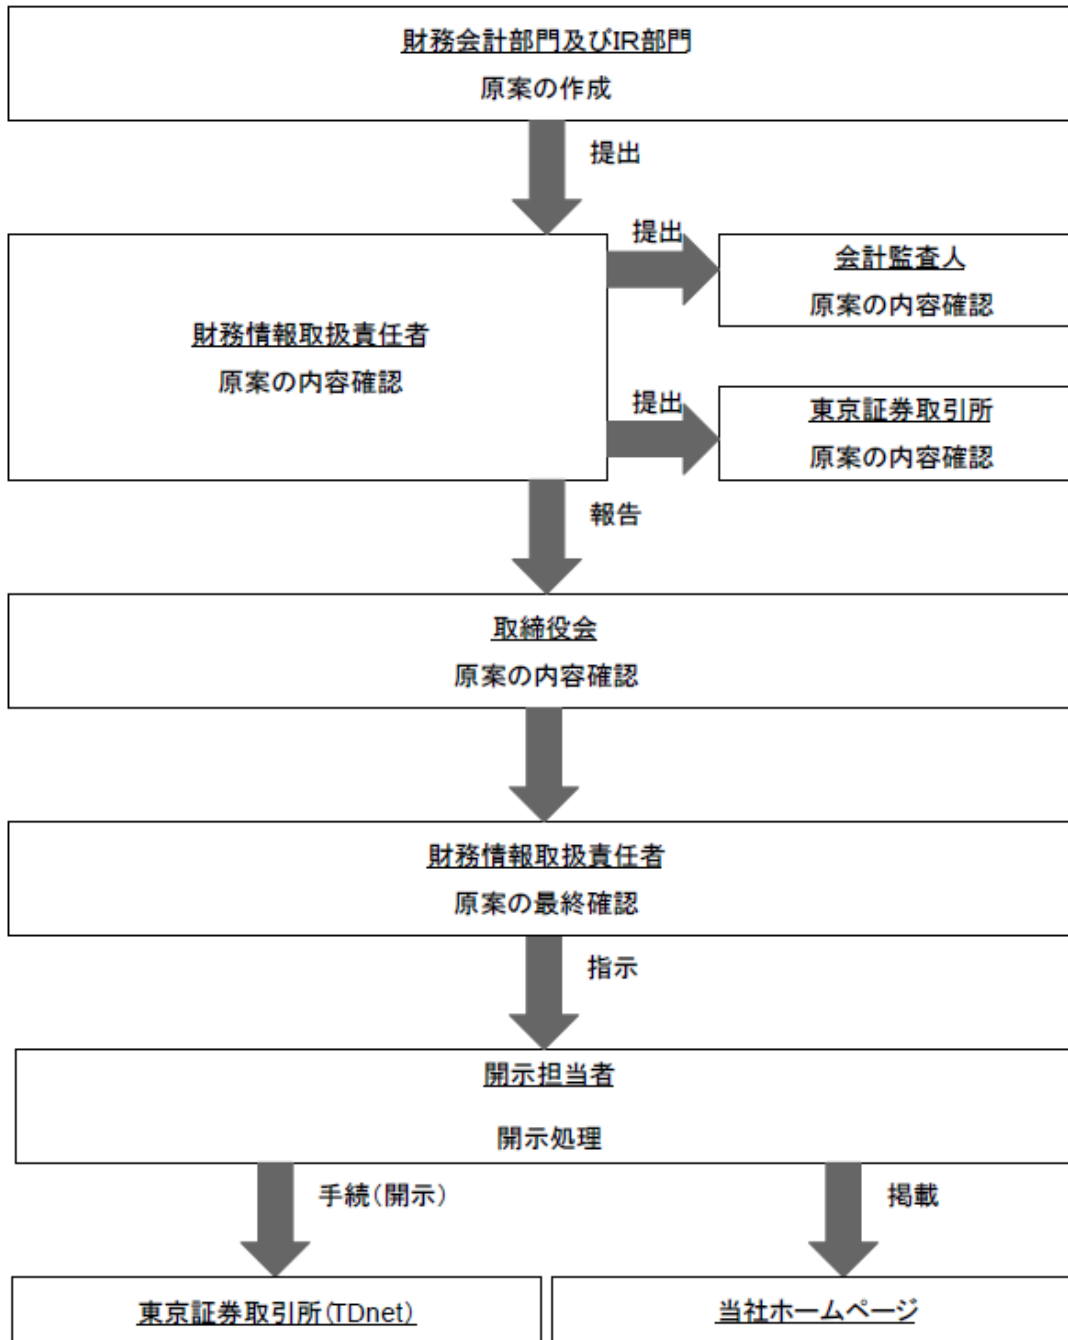 財務会計部門及びIR部門
原案の作成
提出
財務情報取扱責任者
原案の内容確認
提出
会計監査人
原案の内容確認
提出
東京証券取引所
原案の内容確認
報告
取締役会
原案の内容確認
財務情報取扱責任者
原案の最終確認
指示
開示担当者
開示処理
手続(開示)
掲載
東京証券取引所(TDnet)
当社ホームページ